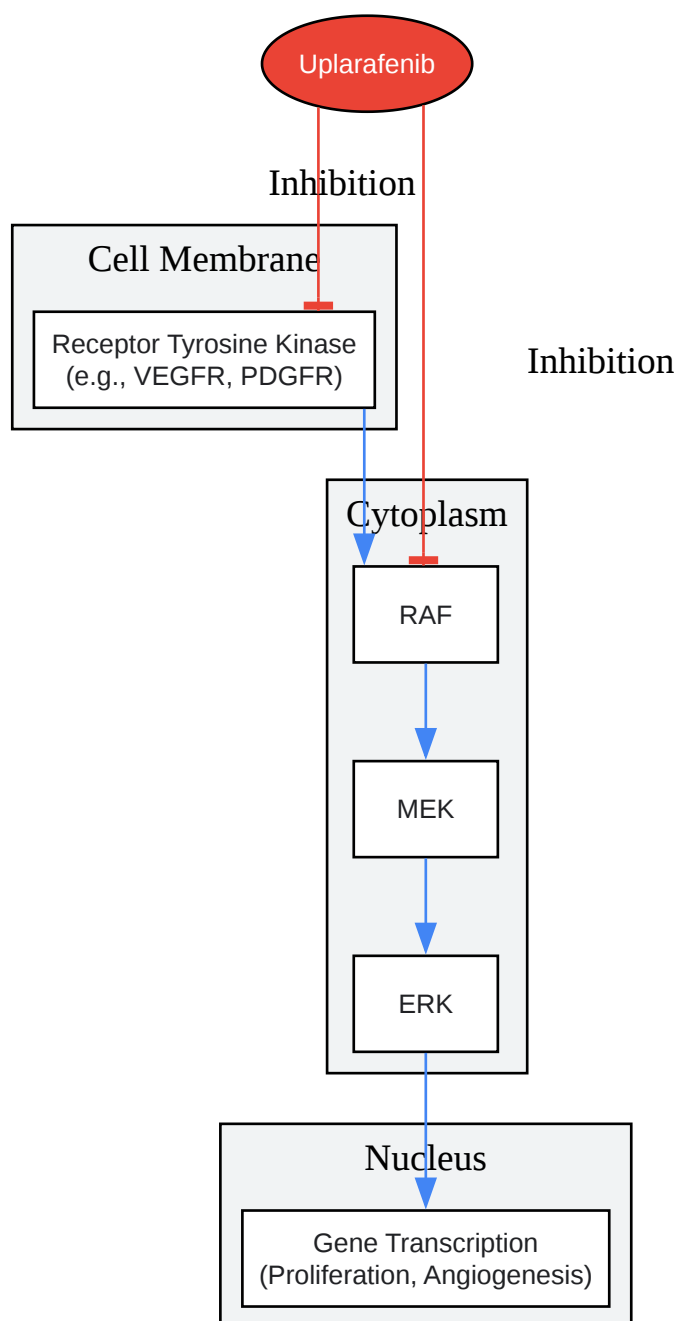 Uplarafenib
Inhibition
Cell Membrane
Receptor Tyrosine Kinase
(e.g., VEGFR, PDGFR)
Inhibition
Cytoplasm
RAF
MEK
ERK
Nucleus
Gene Transcription
(Proliferation, Angiogenesis)